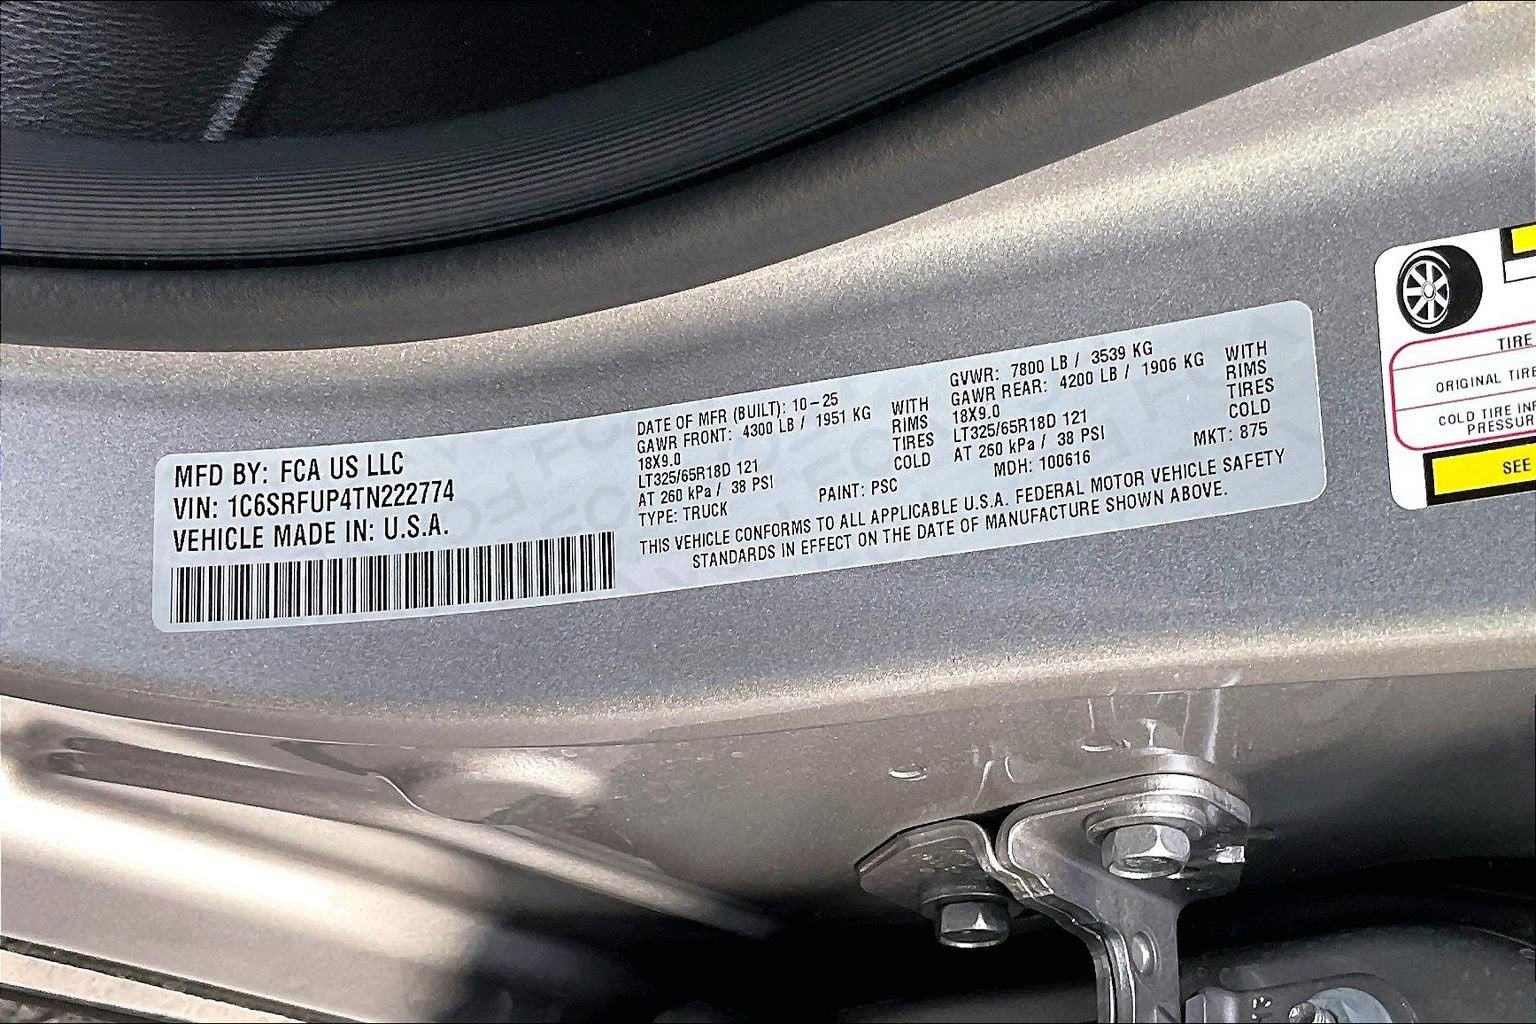 MFD BY: FCA US LLC
VIN: 1C6SRFUP4TN222774
VEHICLE MADE IN: U.S.A.
DATE OF MFR (BUILT): 10-25
GAWR FRONT: 4300 LB / 1951 KG WITH
18X9.0 RIMS
LT325/65R18D 121 TIRES
AT 260 kPa / 38 PSI COLD
TYPE: TRUCK PAINT: PSC
GVWR: 7800 LB / 3539 KG
GAWR REAR: 4200 LB / 1906 KG WITH
18X9.0 RIMS
LT325/65R18D 121 TIRES
AT 260 kPa / 38 PSI COLD
MDH: 100616 MKT: 875
THIS VEHICLE CONFORMS TO ALL APPLICABLE U.S.A. FEDERAL MOTOR VEHICLE SAFETY
STANDARDS IN EFFECT ON THE DATE OF MANUFACTURE SHOWN ABOVE.
TIRE
ORIGINAL TIRE
COLD TIRE INF
PRESSUR
SEE